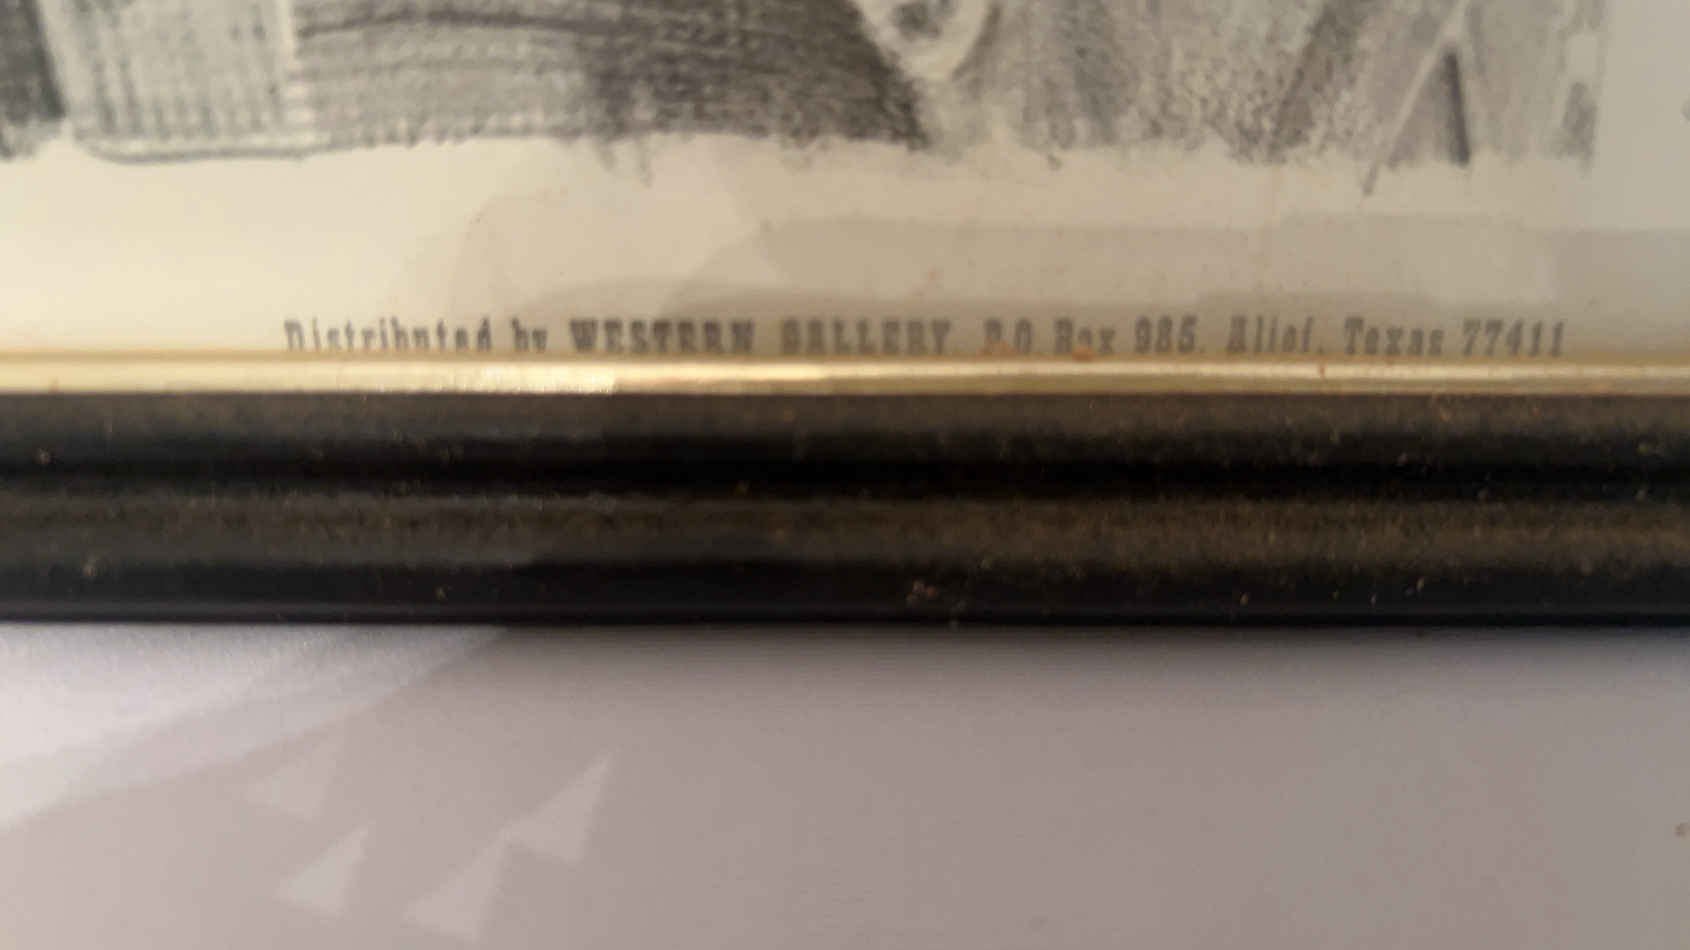 Distributed by WESTERN GALLERY P.O Box 985, Alief, Texas 77411